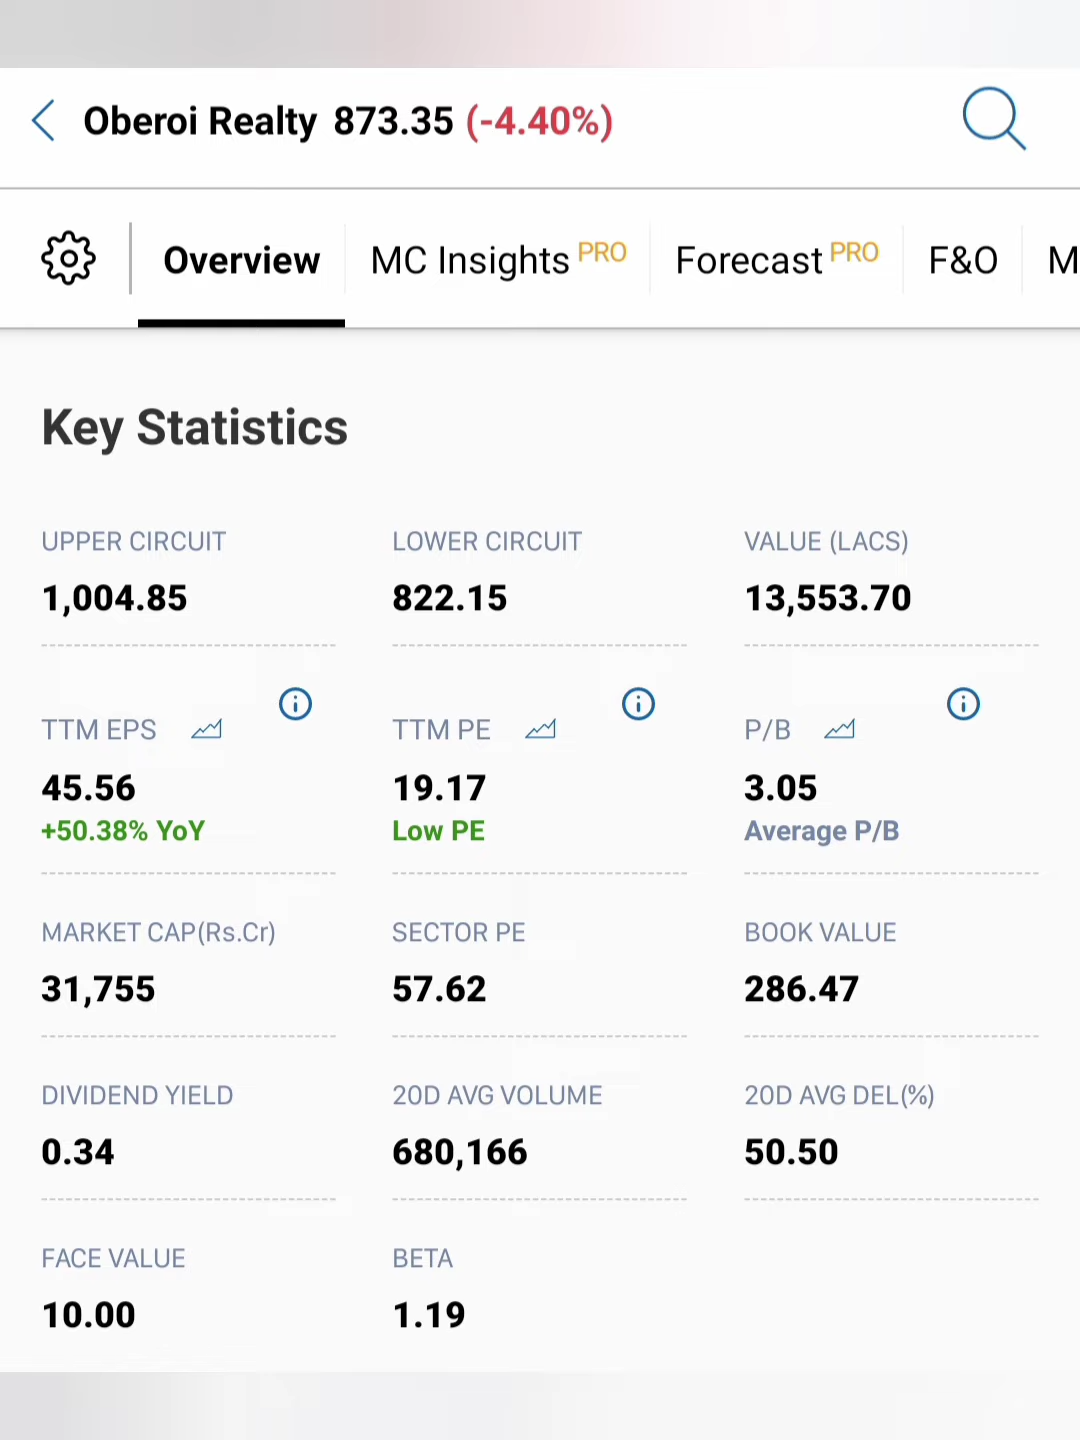 Oberoi Realty 873.35 (-4.40%)
Overview MC Insights PRO Forecast PRO F&O M
Key Statistics
UPPER CIRCUIT LOWER CIRCUIT VALUE (LACS)
1,004.85 822.15 13,553.70
TTM EPS TTM PE P/B
45.56 19.17 3.05
+50.38% YoY Low PE Average P/B
MARKET CAP(Rs.Cr) SECTOR PE BOOK VALUE
31,755 57.62 286.47
DIVIDEND YIELD 20D AVG VOLUME 20D AVG DEL(%)
0.34 680,166 50.50
FACE VALUE BETA
10.00 1.19